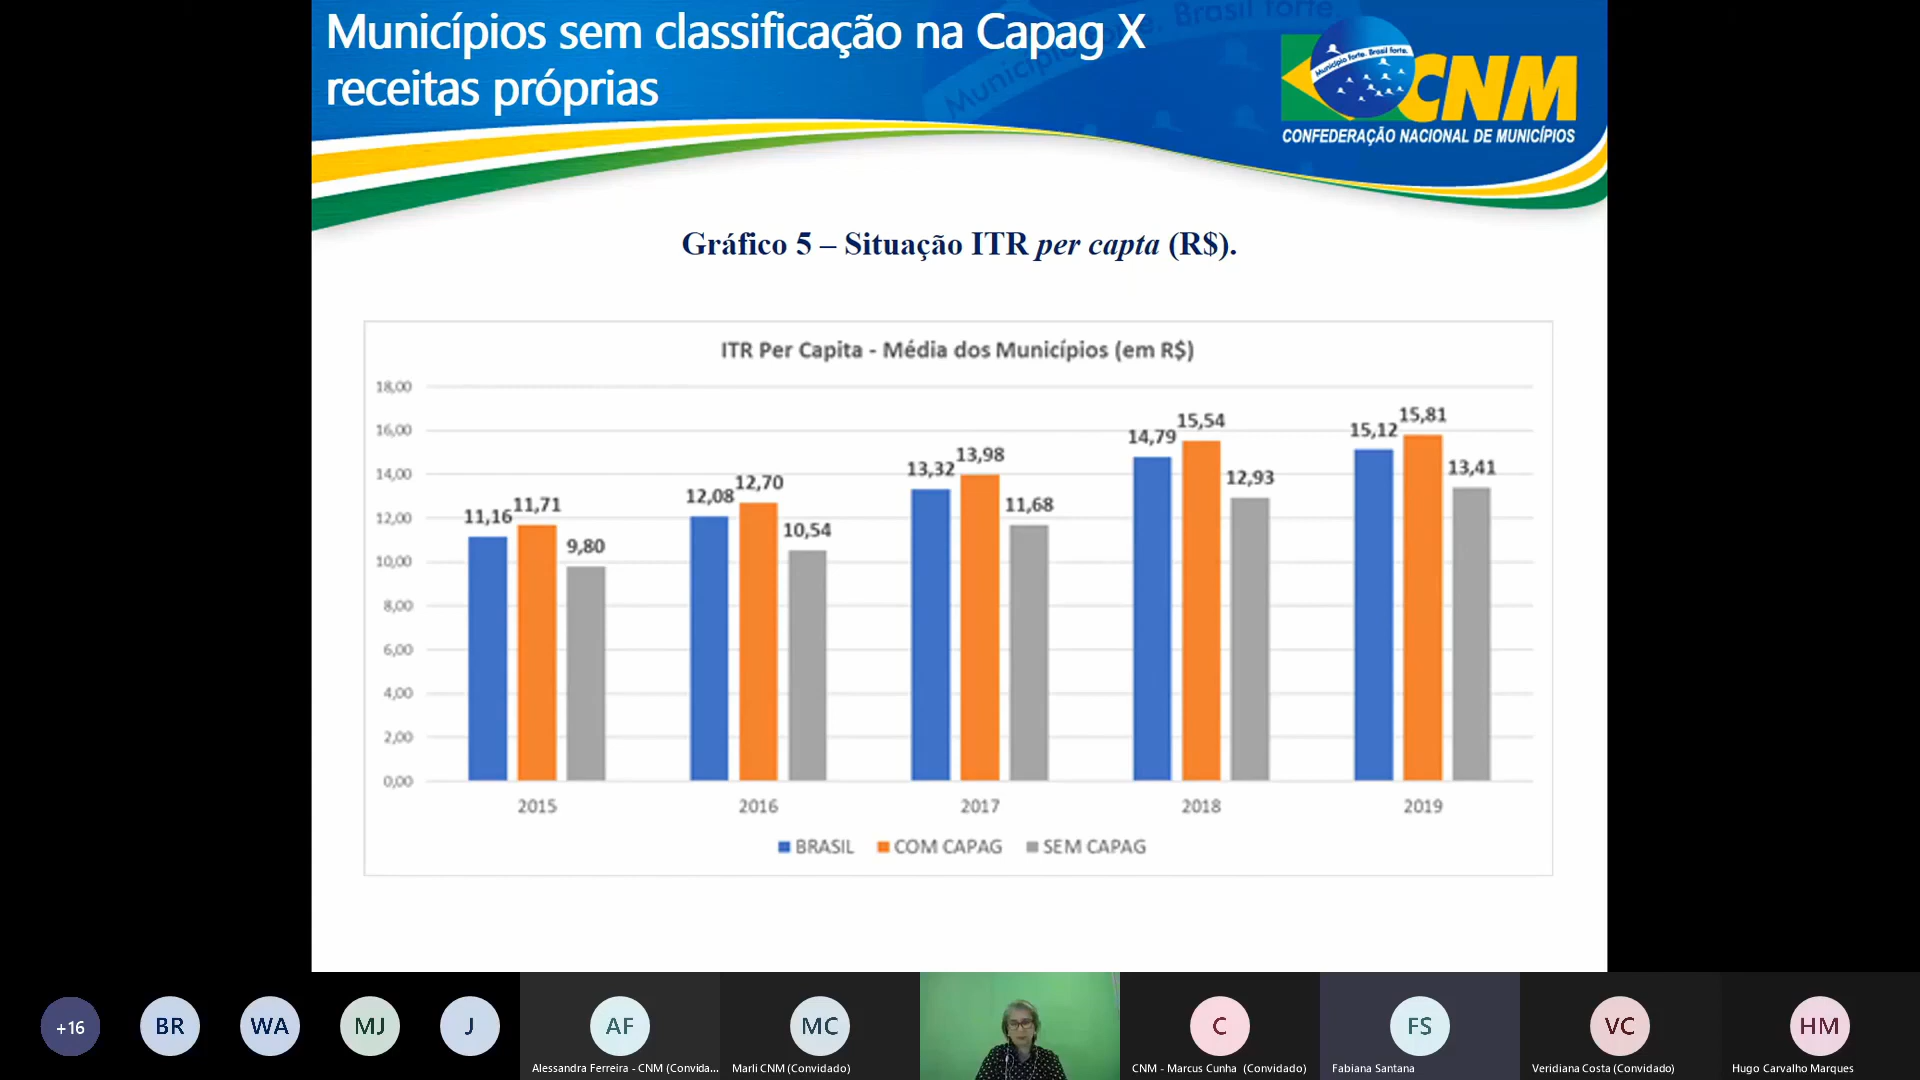 Municípios sem classificação na Capag X
receitas próprias
Município forte. Brasil forte.
CNM
CONFEDERAÇÃO NACIONAL DE MUNICÍPIOS
Gráfico 5 – Situação ITR per capta (R$).
ITR Per Capita - Média dos Municípios (em R$)
18,00
16,00
14,00
12,00
10,00
8,00
6,00
4,00
2,00
0,00
11,16 11,71 9,80
12,08 12,70 10,54
13,32 13,98 11,68
14,79 15,54 12,93
15,12 15,81 13,41
2015 2016 2017 2018 2019
BRASIL COM CAPAG SEM CAPAG
+16 BR WA MJ J AF MC C FS VC HM
Alessandra Ferreira - CNM (Convida... Marli CNM (Convidado) CNM - Marcus Cunha (Convidado) Fabiana Santana Veridiana Costa (Convidado) Hugo Carvalho Marques